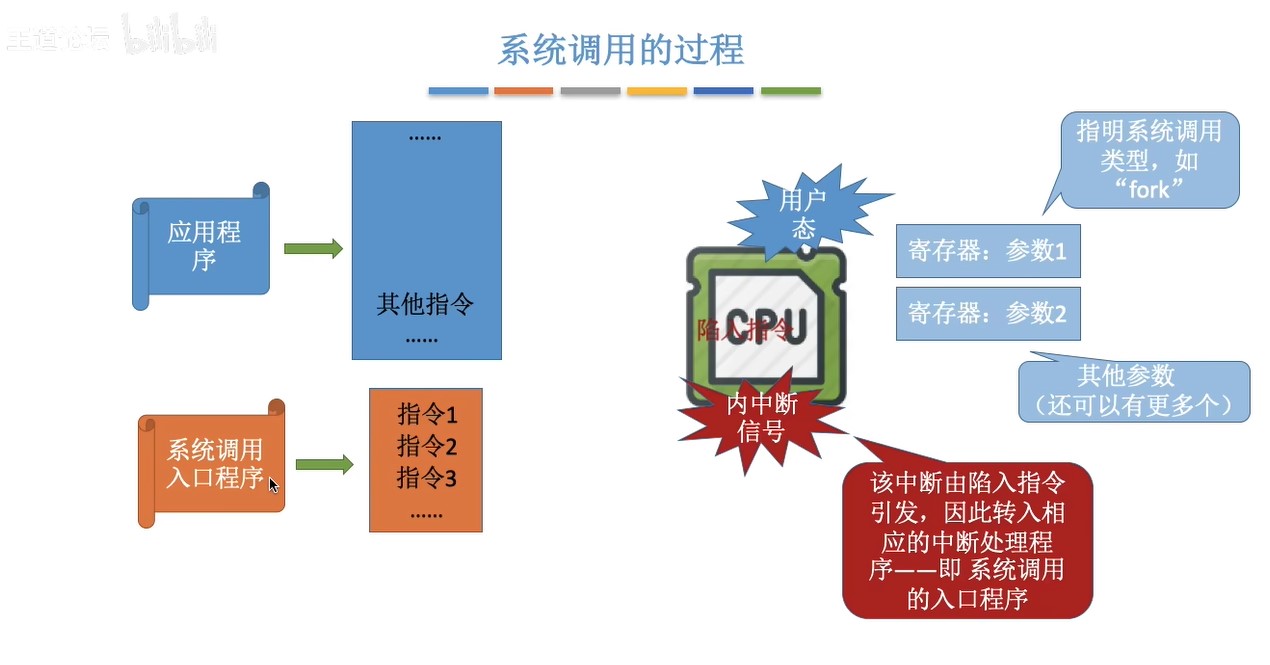 王道论坛 bilibili
系统调用的过程
……
应用程
序
其他指令
……
系统调用
入口程序
指令1
指令2
指令3
……
用户
态
CPU
陷入指令
内中断
信号
指明系统调用
类型，如
“fork”
寄存器：参数1
寄存器：参数2
其他参数
（还可以有更多个）
该中断由陷入指令
引发，因此转入相
应的中断处理程
序——即 系统调用
的入口程序